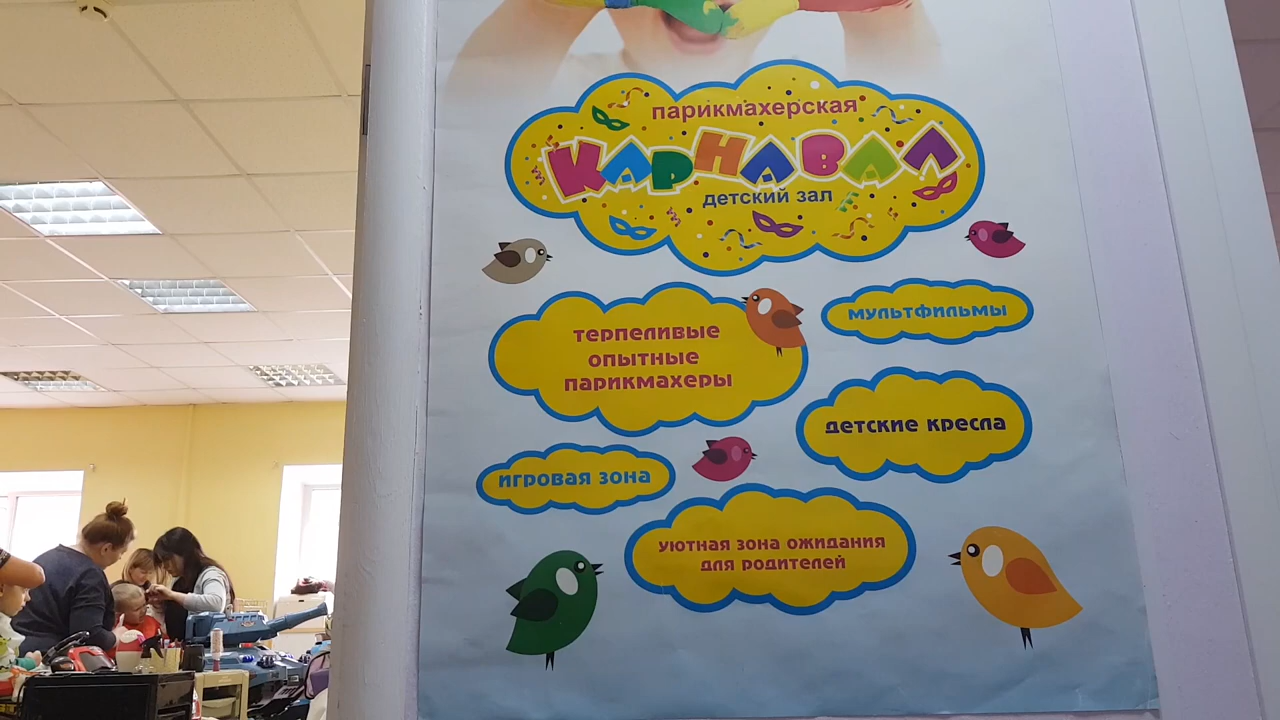 парикмахерская
КАРНАВАЛ
детский зал
мультфильмы
терпеливые
опытные
парикмахеры
детские кресла
игровая зона
уютная зона ожидания
для родителей